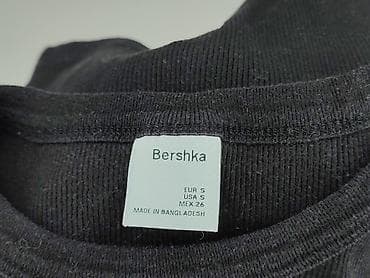 Bershka
EUR S
USA S
MEX 26
MADE IN BANGLADESH